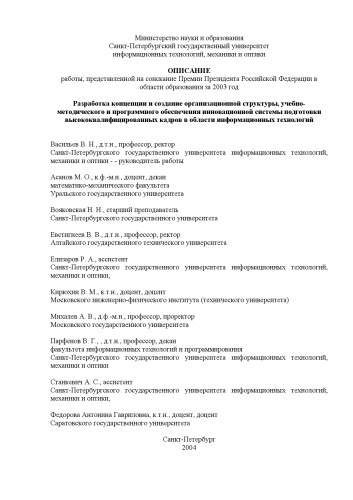 Министерство науки и образования
Санкт-Петербургский государственный университет
информационных технологий, механики и оптики
ОПИСАНИЕ
работы, представленной на соискание Премии Президента Российской Федерации в
области образования за 2003 год
Разработка концепции и создание организационной структуры, учебно-
методического и программного обеспечения инновационной системы подготовки
высококвалифицированных кадров в области информационных технологий
Васильев В. Н., д.т.н., профессор, ректор
Санкт-Петербургского государственного университета информационных технологий,
механики и оптики - - руководитель работы
Асанов М. О., к.ф.-м.н., доцент, декан
математико-механического факультета
Уральского государственного университета
Вояковская Н. Н., старший преподаватель
Санкт-Петербургского государственного университета
Евстигнеев В. В., д.т.н., профессор, ректор
Алтайского государственного технического университета
Елизаров Р. А., ассистент
Санкт-Петербургского государственного университета информационных технологий,
механики и оптики,
Кирюхин В. М., к.т.н., доцент, доцент
Московского инженерно-физического института (технического университета)
Михалев А. В., д.ф.-м.н., профессор, проректор
Московского государственного университета
Парфенов В. Г., , д.т.н., профессор, декан
факультета информационных технологий и программирования
Санкт-Петербургского государственного университета информационных технологий,
механики и оптики
Станкевич А. С., ассистент
Санкт-Петербургского государственного университета информационных технологий,
механики и оптики,
Федорова Антонина Гавриловна, к.т.н., доцент, доцент
Саратовского государственного университета
Санкт-Петербург
2004